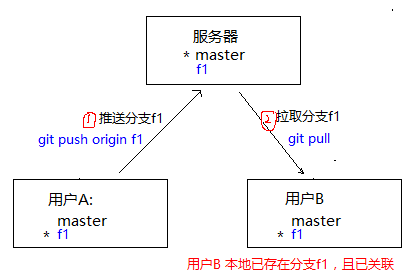 服务器
* master
f1
1 推送分支f1
git push origin f1
2 拉取分支f1
git pull
用户A:
master
* f1
用户B
master
* f1
用户B 本地已存在分支f1，且已关联